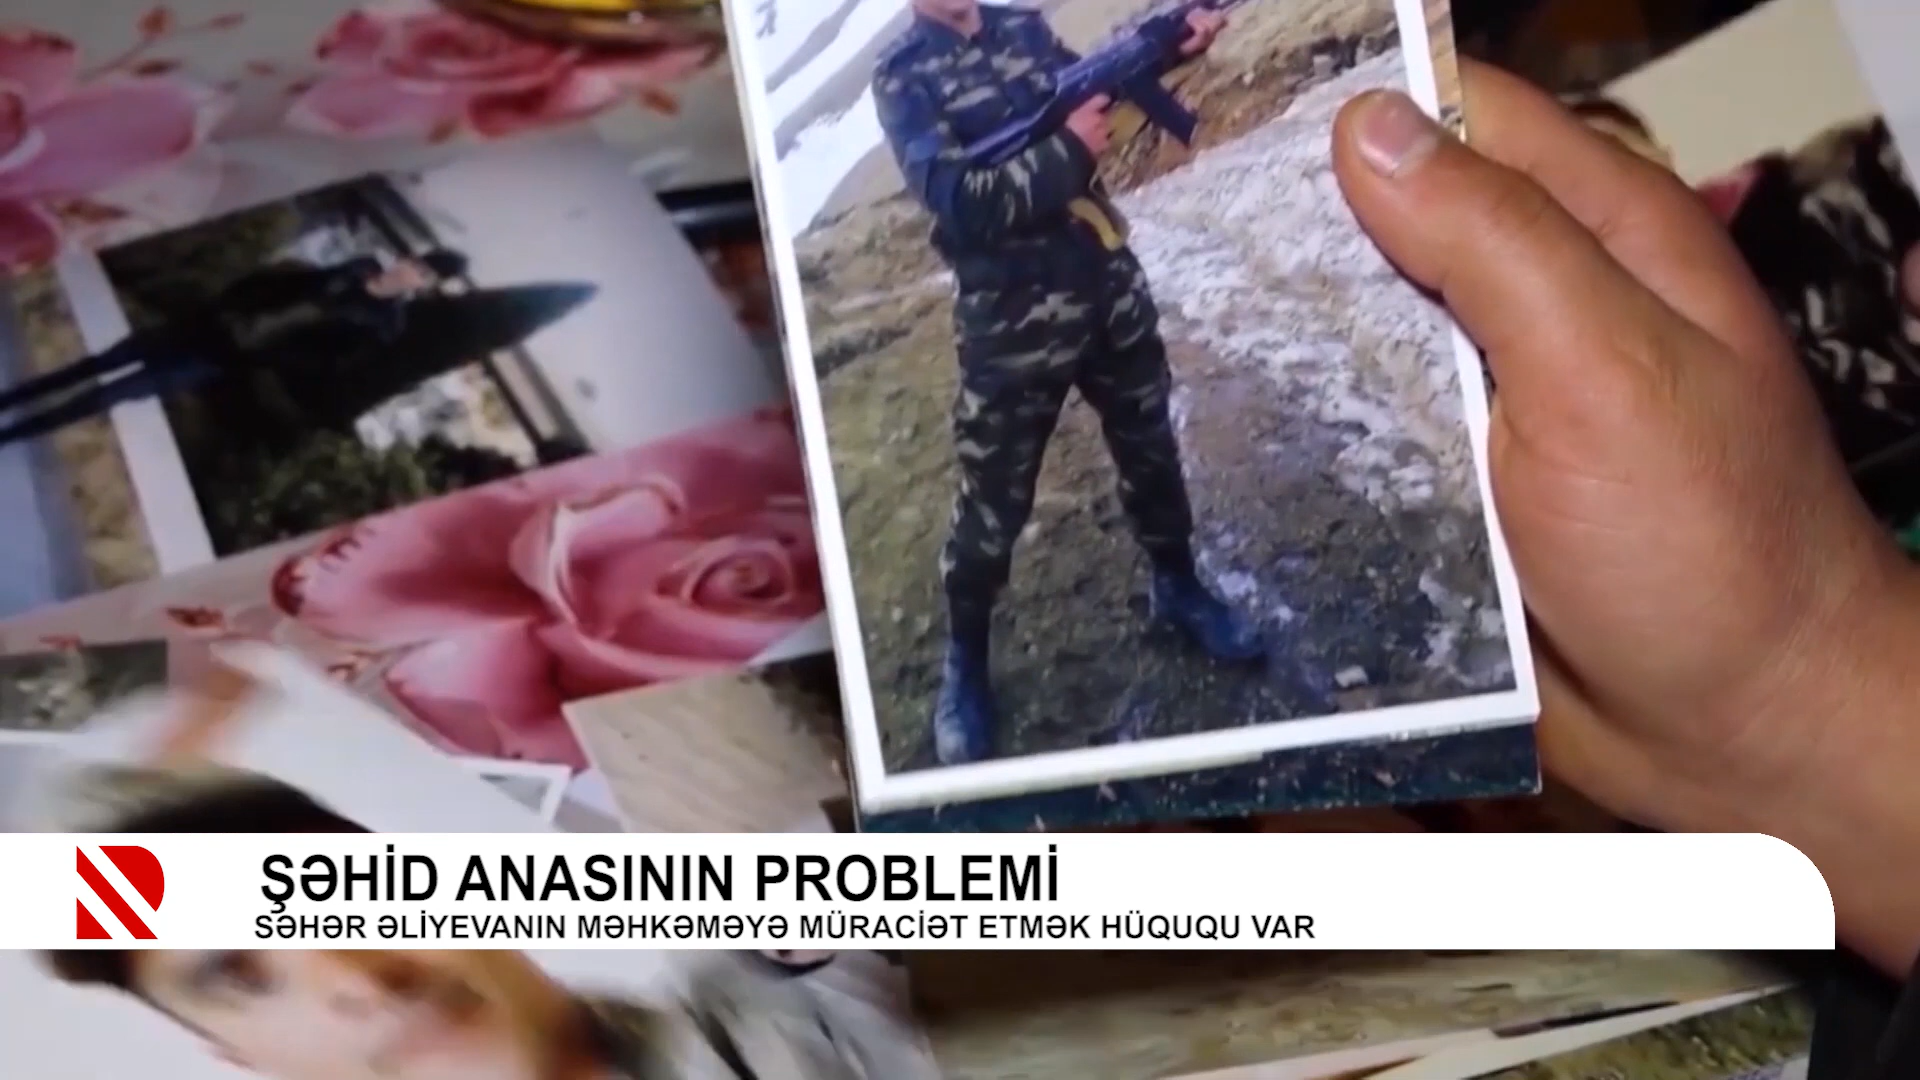 ŞƏHİD ANASININ PROBLEMİ
SƏHƏR ƏLİYEVANIN MƏHKƏMƏYƏ MÜRACİƏT ETMƏK HÜQUQU VAR